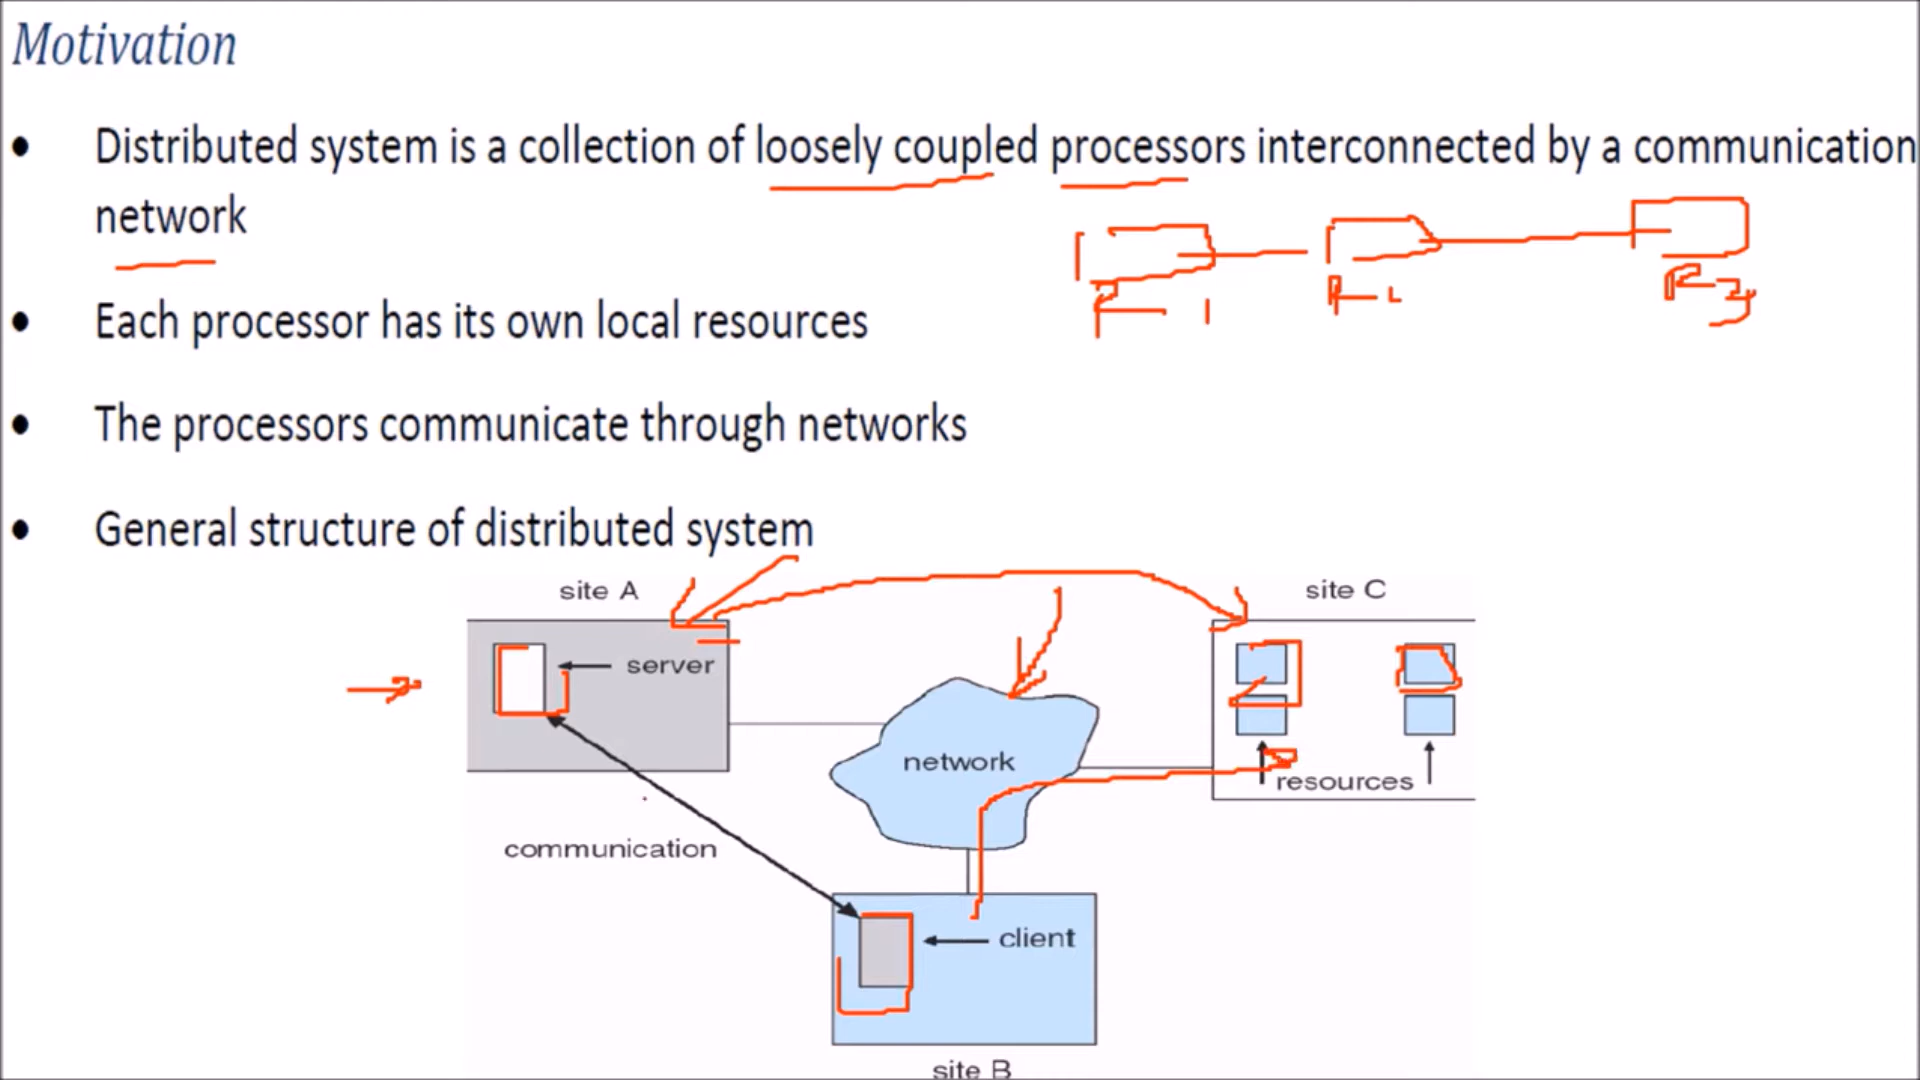 Motivation
• Distributed system is a collection of loosely coupled processors interconnected by a communication
network
• Each processor has its own local resources
• The processors communicate through networks
• General structure of distributed system
site A
site C
server
network
resources
communication
client
site B